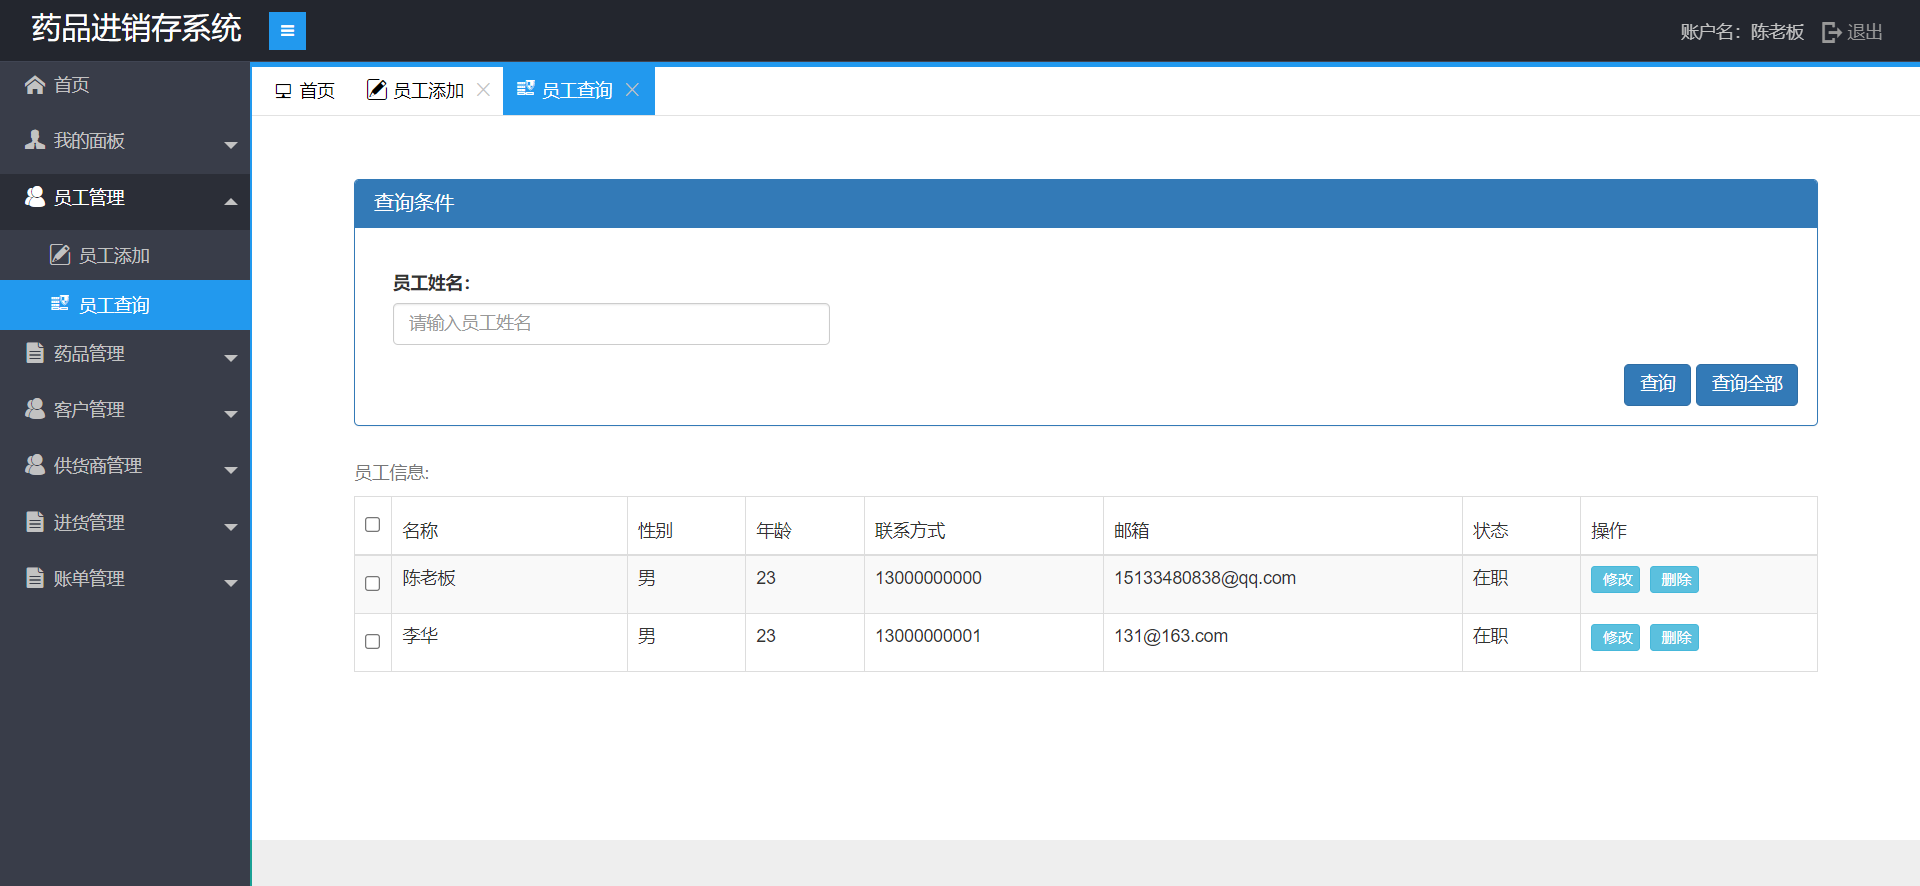 药品进销存系统
账户名：陈老板 退出
首页
我的面板
员工管理
员工添加
员工查询
药品管理
客户管理
供货商管理
进货管理
账单管理
首页 员工添加 员工查询
查询条件
员工姓名：
请输入员工姓名
查询 查询全部
员工信息:
名称 性别 年龄 联系方式 邮箱 状态 操作
陈老板 男 23 13000000000 15133480838@qq.com 在职 修改 删除
李华 男 23 13000000001 131@163.com 在职 修改 删除